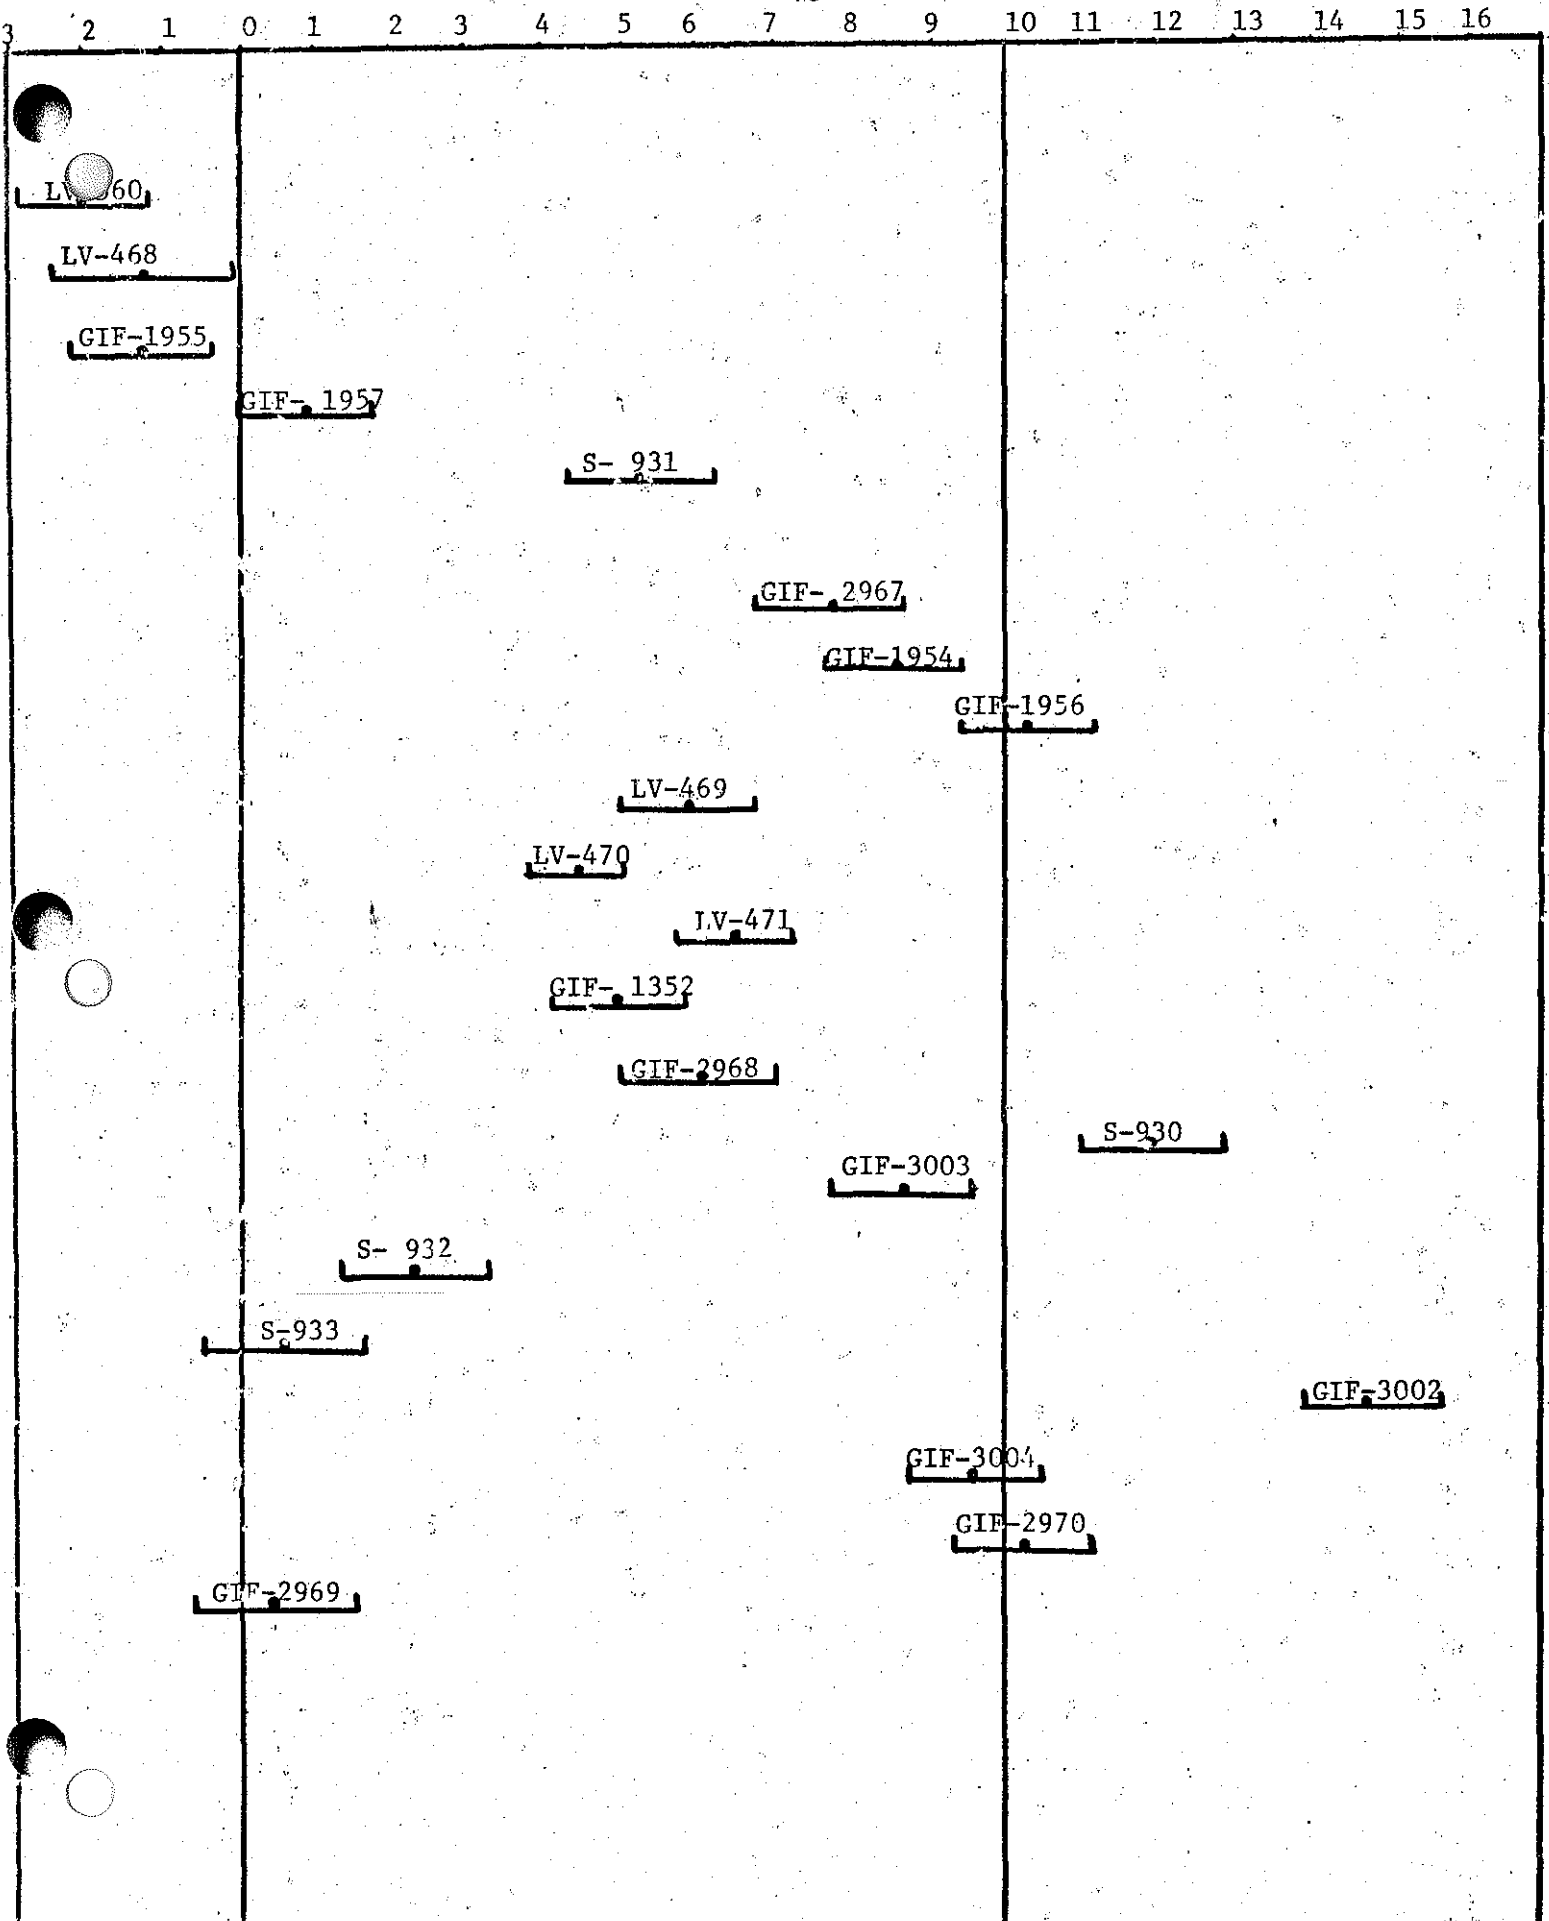 3 2 1 0 1 2 3 4 5 6 7 8 9 10 11 12 13 14 15 16
LV-468
GIF-1955
GIF- 1957
S- 931
GIF- 2967
GIF-1954
GIF-1956
LV-469
LV-470
LV-471
GIF- 1352
GIF-2968
S-930
GIF-3003
S- 932
S-933
GIF-3002
GIF-3004
GIF-2970
GIF-2969